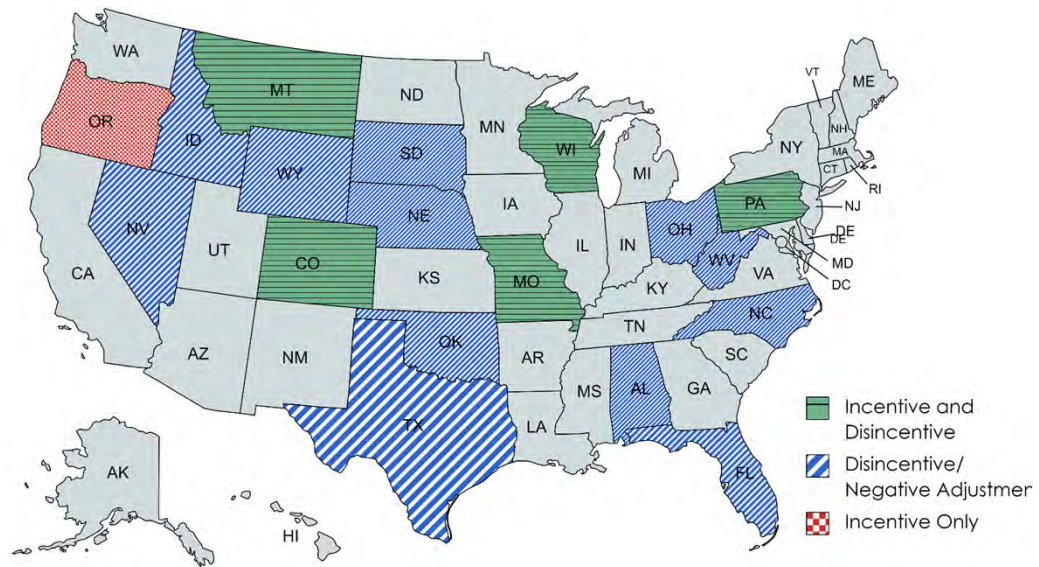 WA
MT
ND
MN
OR
ID
SD
WY
WI
MI
VT
ME
NH
NY
MA
CT
RI
NE
IA
PA
NJ
NV
UT
CO
IL
IN
OH
WV
DE
DE
MD
DC
VA
CA
KS
MO
KY
NC
TN
AZ
NM
OK
AR
SC
MS
AL
GA
TX
LA
FL
AK
HI
Incentive and
Disincentive
Disincentive/
Negative Adjustmer
Incentive Only